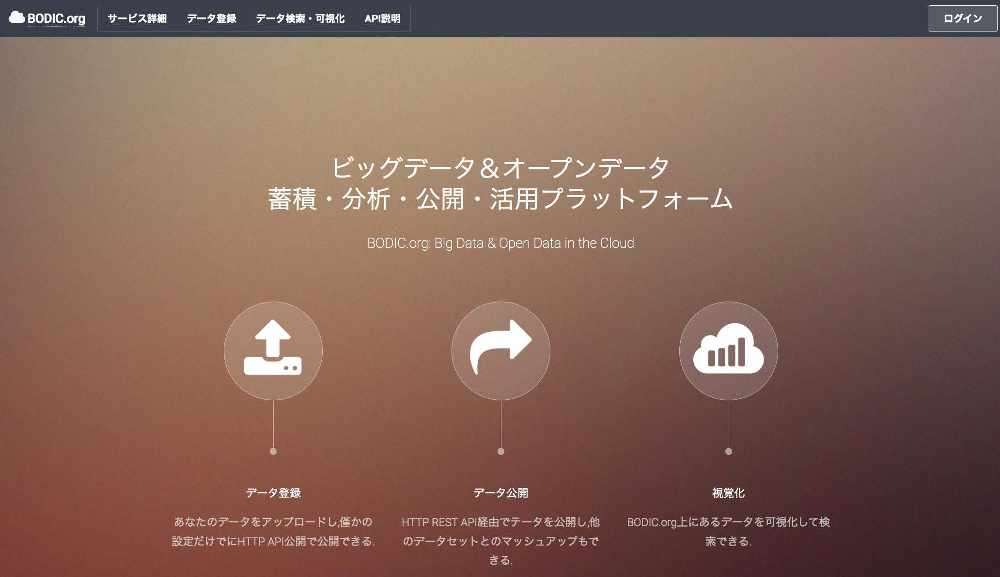 BODIC.org
サービス詳細 データ登録 データ検索・可視化 API説明
ログイン
ビッグデータ＆オープンデータ
蓄積・分析・公開・活用プラットフォーム
BODIC.org: Big Data & Open Data in the Cloud
データ登録
あなたのデータをアップロードし,僅かの
設定だけでにHTTP API公開で公開できる.
データ公開
HTTP REST API経由でテータを公開し,他
のデータセットとのマッシュアップもで
きる.
視覚化
BODIC.org上にあるデータを可視化して検
索できる.